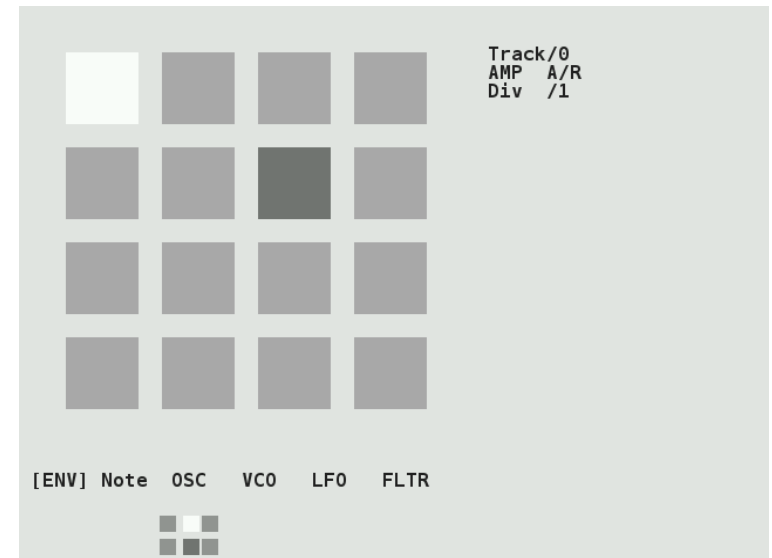 Track/0
AMP  A/R
Div  /1
[ENV] Note  OSC  VCO  LFO  FLTR